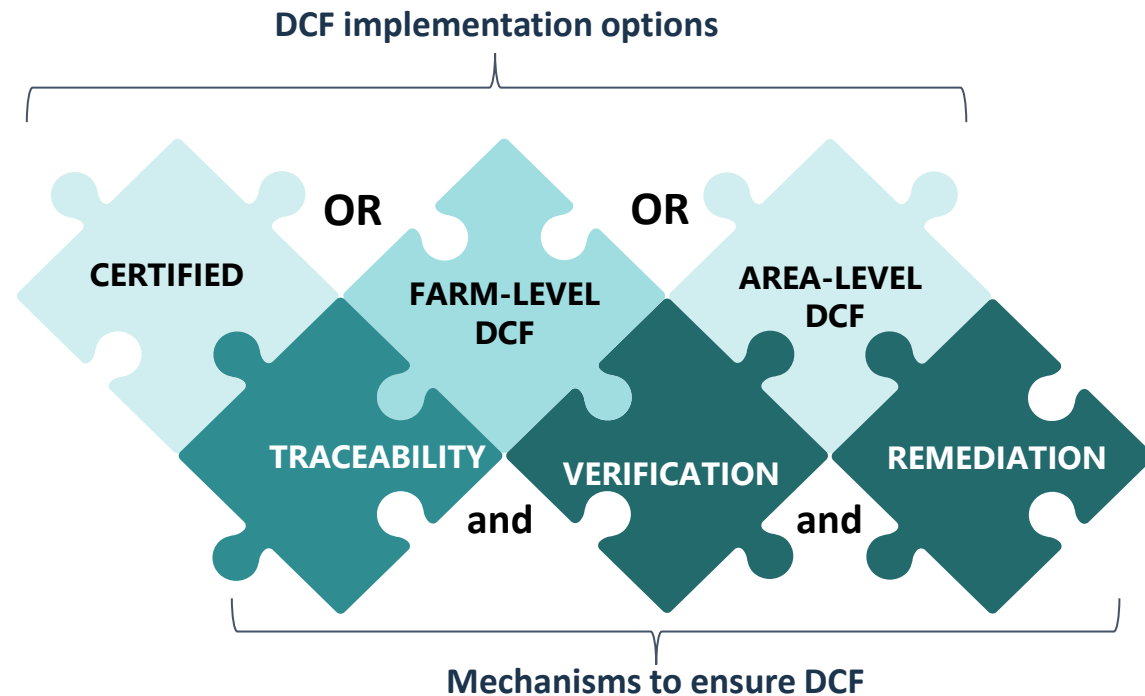 DCF implementation options
CERTIFIED
OR
FARM-LEVEL
DCF
OR
AREA-LEVEL
DCF
TRACEABILITY
and
VERIFICATION
and
REMEDIATION
Mechanisms to ensure DCF